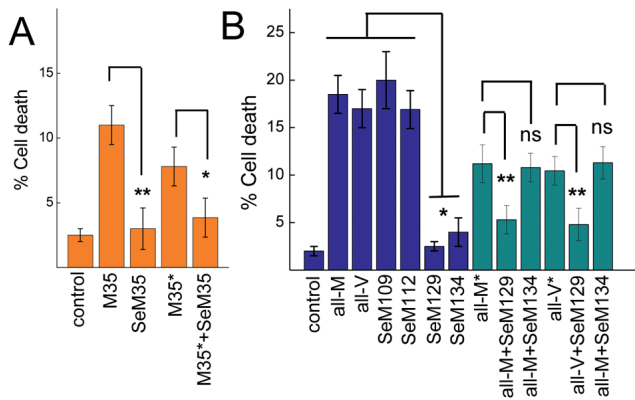 A
% Cell death
15
10
5
**
*
control
M35
SeM35
M35*
M35*+SeM35
B
% Cell death
25
20
15
10
5
0
*
**
ns
**
ns
control
all-M
all-V
SeM109
SeM112
SeM129
SeM134
all-M*
all-M+SeM129
all-M+SeM134
all-V*
all-V+SeM129
all-M+SeM134